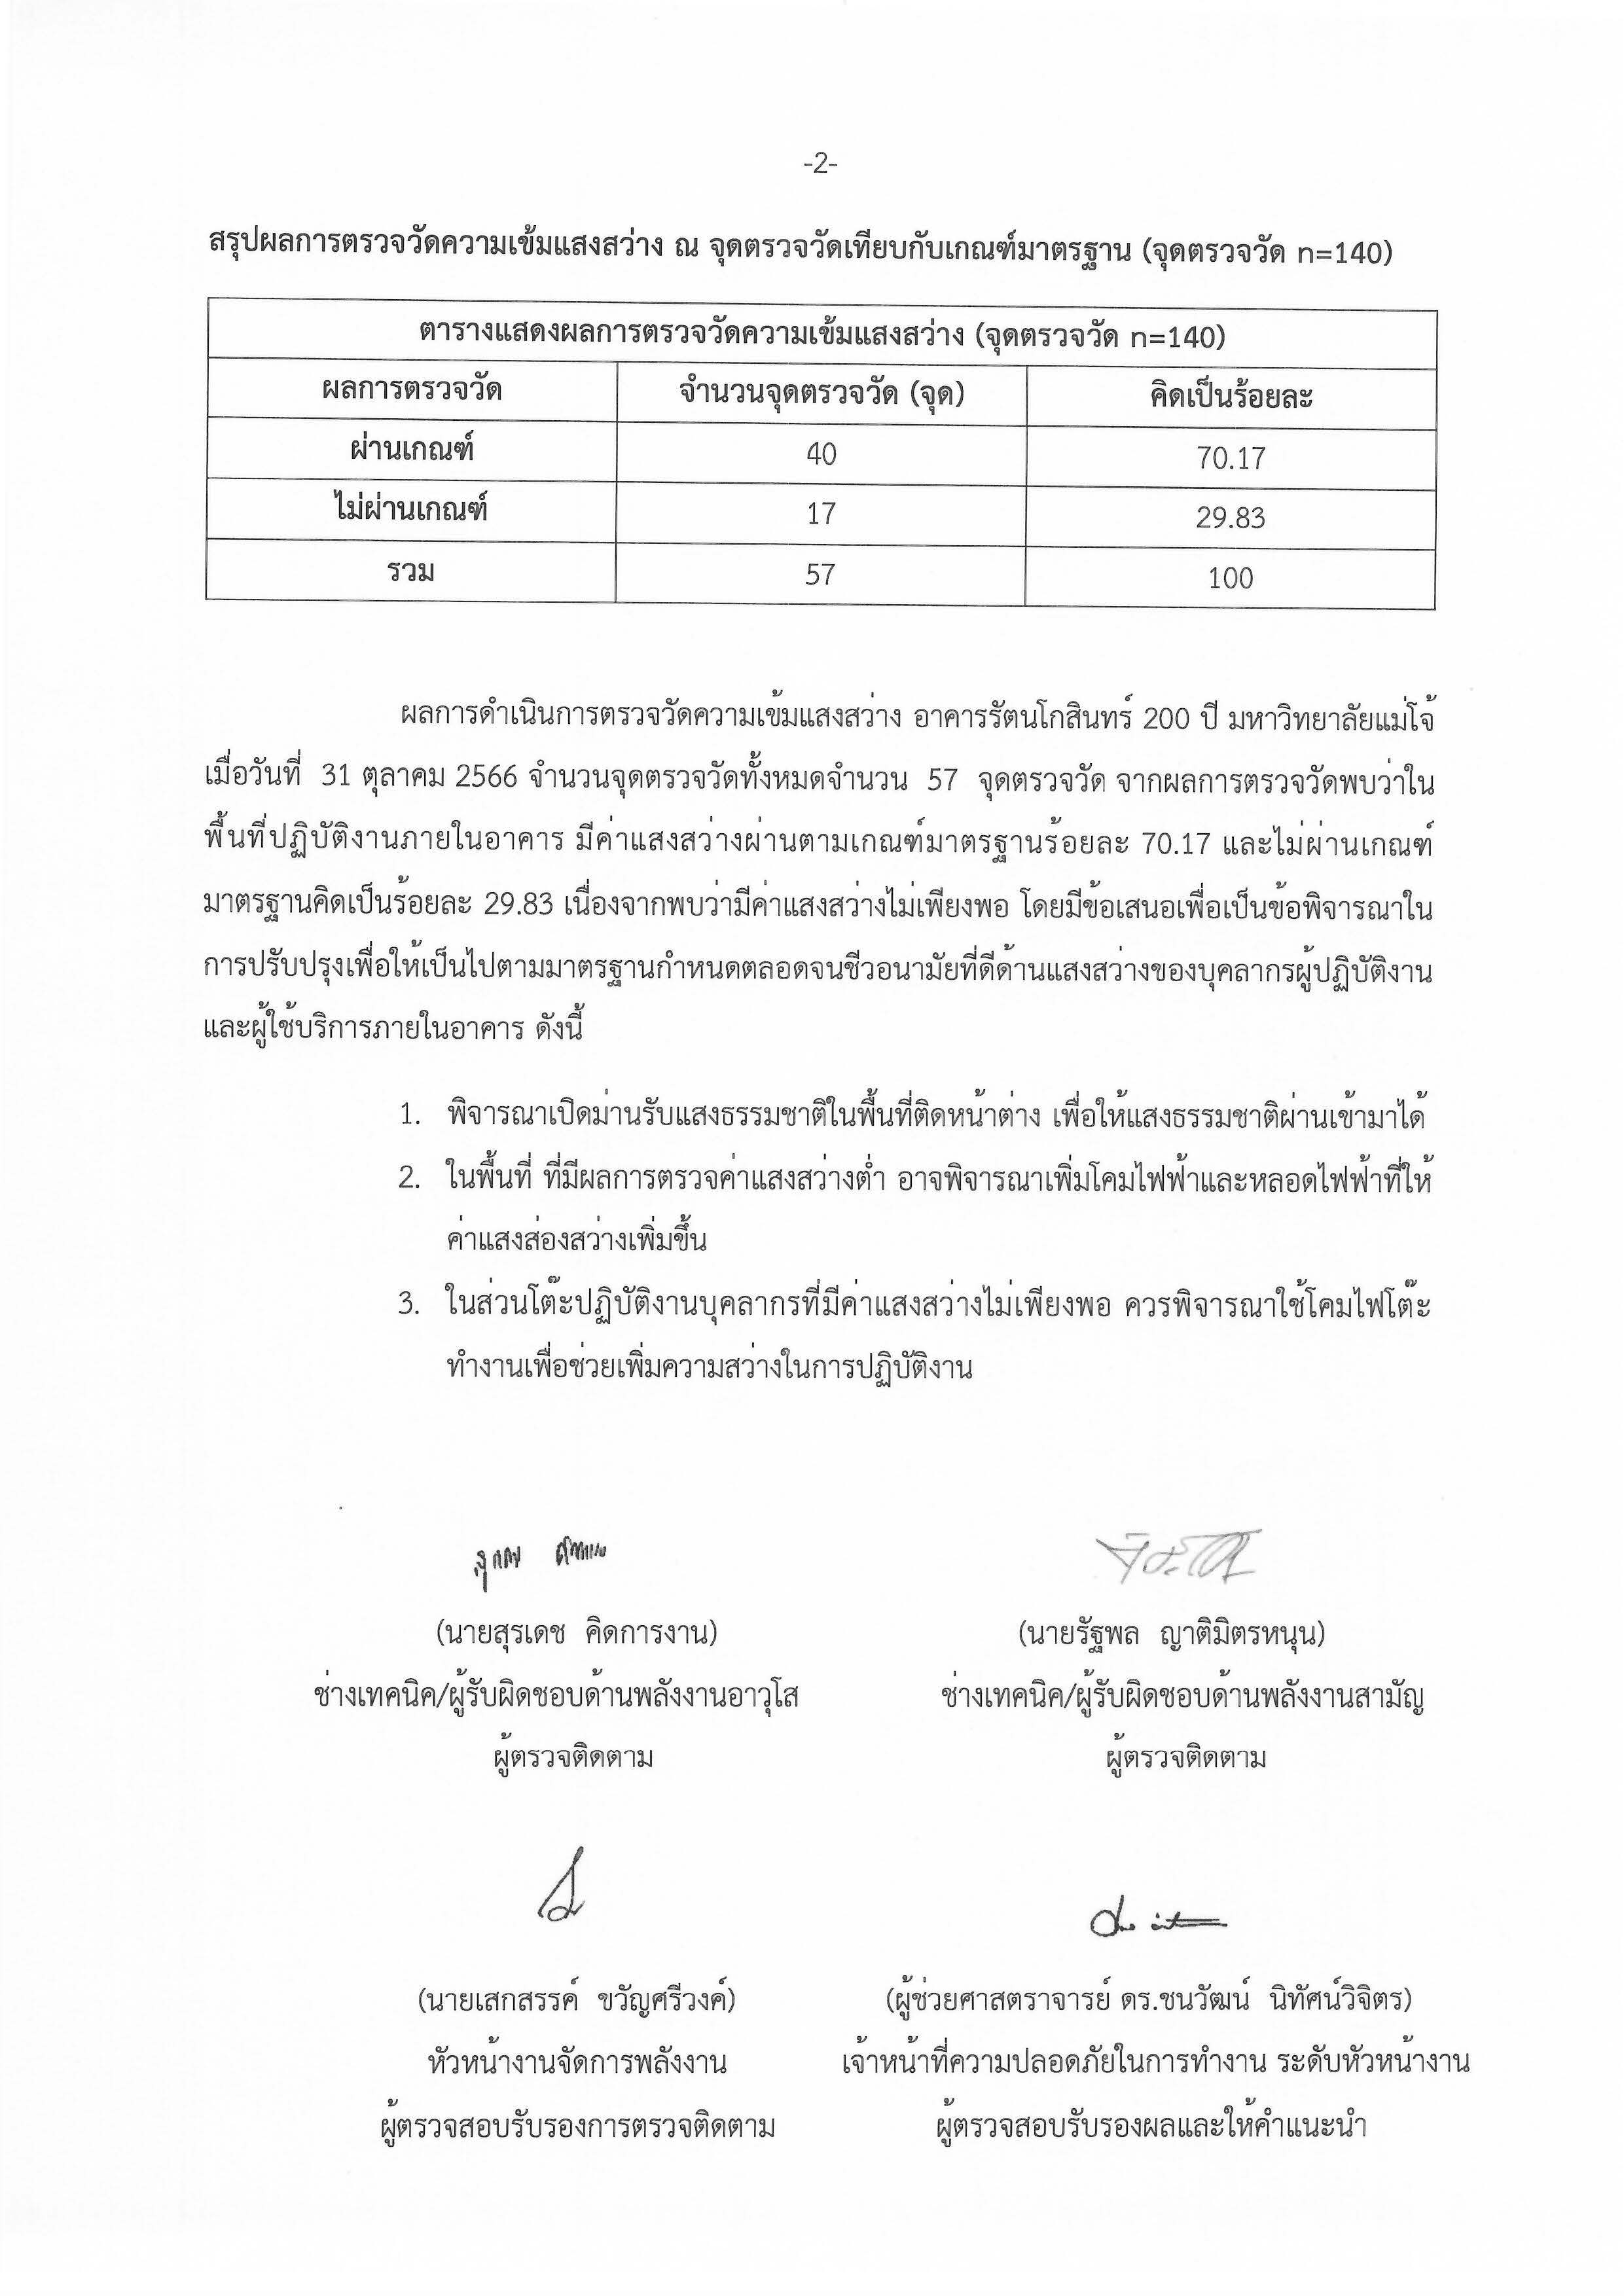 -2-
สรุปผลการตรวจวัดความเข้มแสงสว่าง ณ จุดตรวจวัดเทียบกับเกณฑ์มาตรฐาน (จุดตรวจวัด n=140)
ตารางแสดงผลการตรวจวัดความเข้มแสงสว่าง (จุดตรวจวัด n=140)
ผลการตรวจวัด จำนวนจุดตรวจวัด (จุด) คิดเป็นร้อยละ
ผ่านเกณฑ์ 40 70.17
ไม่ผ่านเกณฑ์ 17 29.83
รวม 57 100
ผลการดำเนินการตรวจวัดความเข้มแสงสว่าง อาคารรัตนโกสินทร์ 200 ปี มหาวิทยาลัยแม่โจ้
เมื่อวันที่ 31 ตุลาคม 2566 จำนวนจุดตรวจวัดทั้งหมดจำนวน 57 จุดตรวจวัด จากผลการตรวจวัดพบว่าใน
พื้นที่ปฏิบัติงานภายในอาคาร มีค่าแสงสว่างผ่านตามเกณฑ์มาตรฐานร้อยละ 70.17 และไม่ผ่านเกณฑ์
มาตรฐานคิดเป็นร้อยละ 29.83 เนื่องจากพบว่ามีค่าแสงสว่างไม่เพียงพอ โดยมีข้อเสนอเพื่อเป็นข้อพิจารณาใน
การปรับปรุงเพื่อให้เป็นไปตามมาตรฐานกำหนดตลอดจนชีวอนามัยที่ดีด้านแสงสว่างของบุคลากรผู้ปฏิบัติงาน
และผู้ใช้บริการภายในอาคาร ดังนี้
1. พิจารณาเปิดม่านรับแสงธรรมชาติในพื้นที่ติดหน้าต่าง เพื่อให้แสงธรรมชาติผ่านเข้ามาได้
2. ในพื้นที่ ที่มีผลการตรวจค่าแสงสว่างต่ำ อาจพิจารณาเพิ่มโคมไฟฟ้าและหลอดไฟฟ้าที่ให้
ค่าแสงส่องสว่างเพิ่มขึ้น
3. ในส่วนโต๊ะปฏิบัติงานบุคลากรที่มีค่าแสงสว่างไม่เพียงพอ ควรพิจารณาใช้โคมไฟโต๊ะ
ทำงานเพื่อช่วยเพิ่มความสว่างในการปฏิบัติงาน
(นายสุรเดช คิดการงาน) (นายรัฐพล ญาติมิตรหนุน)
ช่างเทคนิค/ผู้รับผิดชอบด้านพลังงานอาวุโส ช่างเทคนิค/ผู้รับผิดชอบด้านพลังงานสามัญ
ผู้ตรวจติดตาม ผู้ตรวจติดตาม
(นายเสกสรรค์ ขวัญศรีวงค์) (ผู้ช่วยศาสตราจารย์ ดร.ชนวัฒน์ นิทัศน์วิจิตร)
หัวหน้างานจัดการพลังงาน เจ้าหน้าที่ความปลอดภัยในการทำงาน ระดับหัวหน้างาน
ผู้ตรวจสอบรับรองการตรวจติดตาม ผู้ตรวจสอบรับรองผลและให้คำแนะนำ